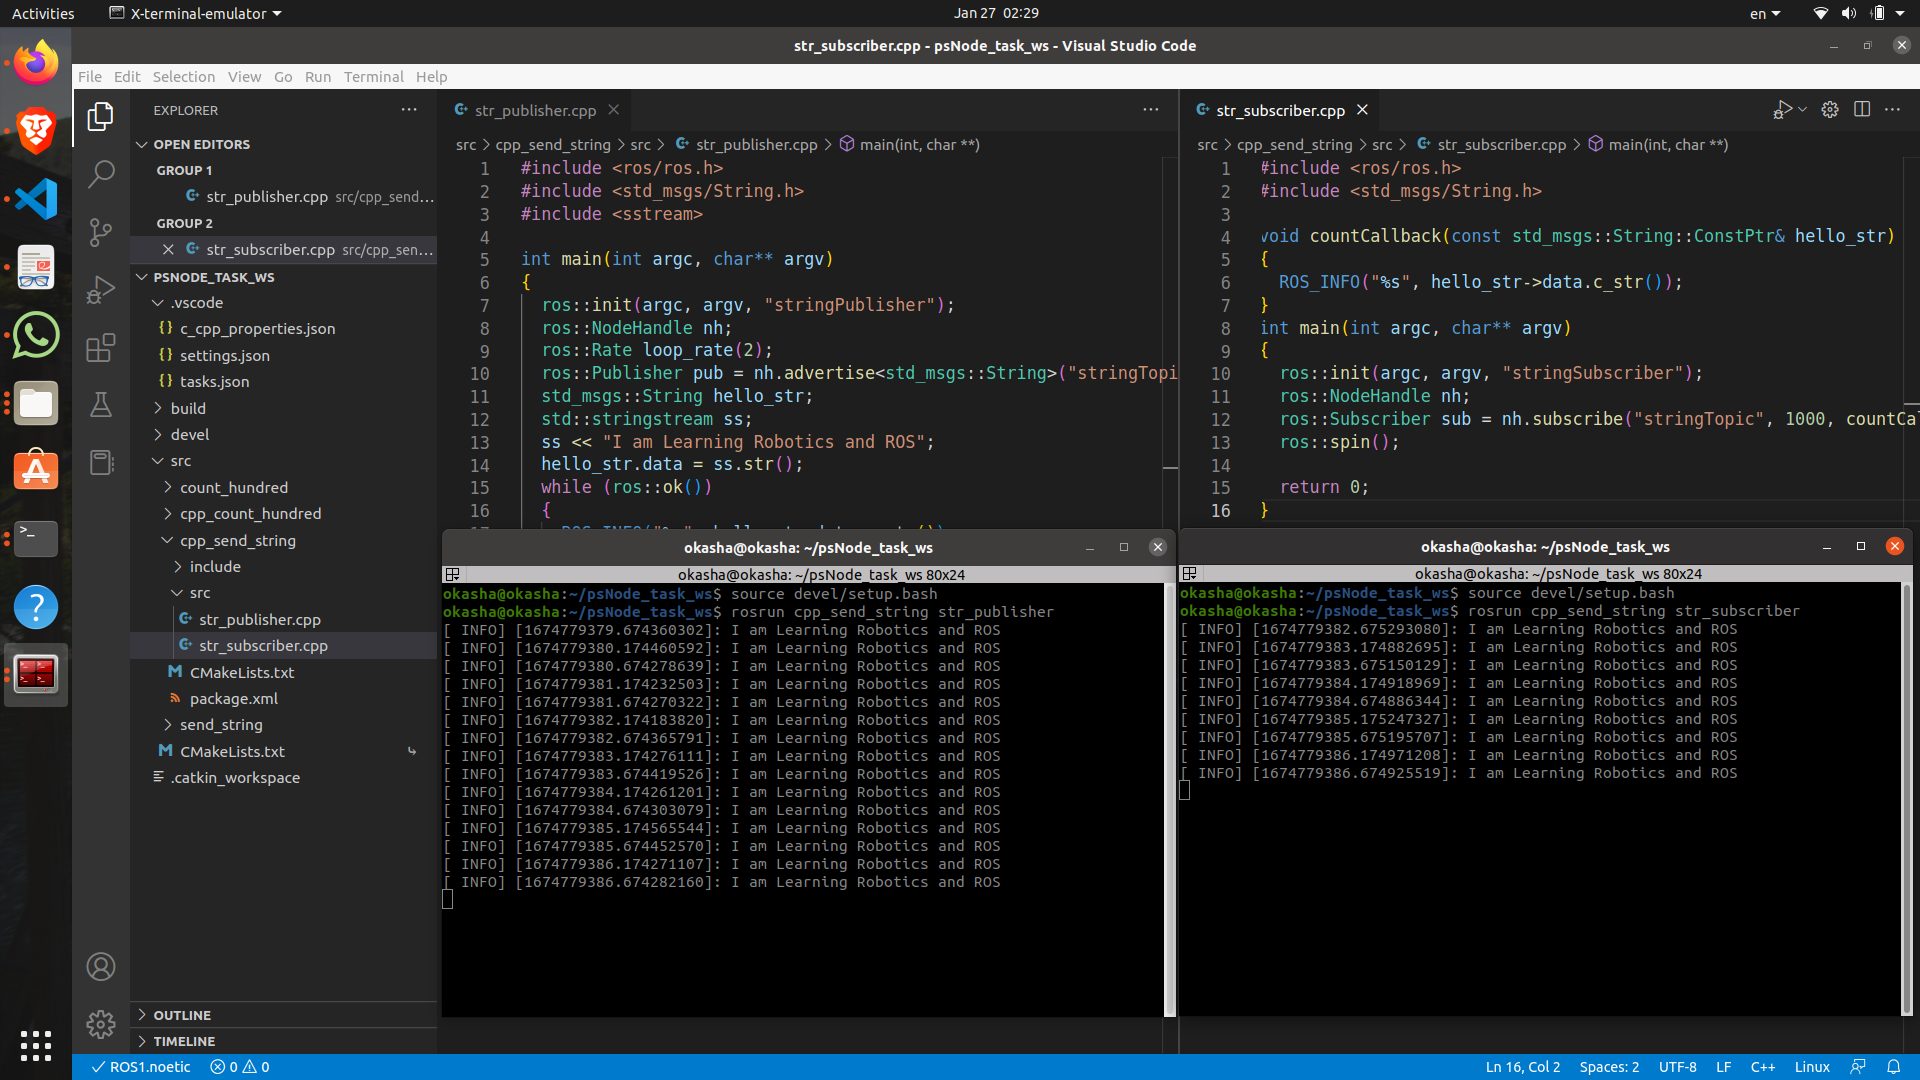 Activities
X-terminal-emulator
Jan 27 02:29
en
str_subscriber.cpp - psNode_task_ws - Visual Studio Code
File Edit Selection View Go Run Terminal Help
EXPLORER
OPEN EDITORS
GROUP 1
str_publisher.cpp src/cpp_send...
GROUP 2
str_subscriber.cpp src/cpp_sen...
PSNODE_TASK_WS
.vscode
{} c_cpp_properties.json
{} settings.json
{} tasks.json
build
devel
src
count_hundred
cpp_count_hundred
cpp_send_string
include
src
str_publisher.cpp
str_subscriber.cpp
CMakeLists.txt
package.xml
send_string
CMakeLists.txt
.catkin_workspace
OUTLINE
TIMELINE
str_publisher.cpp
src > cpp_send_string > src > str_publisher.cpp > main(int, char **)
1 #include <ros/ros.h>
2 #include <std_msgs/String.h>
3 #include <sstream>
4
5 int main(int argc, char** argv)
6 {
7 ros::init(argc, argv, "stringPublisher");
8 ros::NodeHandle nh;
9 ros::Rate loop_rate(2);
10 ros::Publisher pub = nh.advertise<std_msgs::String>("stringTopi
11 std_msgs::String hello_str;
12 std::stringstream ss;
13 ss << "I am Learning Robotics and ROS";
14 hello_str.data = ss.str();
15 while (ros::ok())
16 {
str_subscriber.cpp
src > cpp_send_string > src > str_subscriber.cpp > main(int, char **)
1 #include <ros/ros.h>
2 #include <std_msgs/String.h>
3
4 void countCallback(const std_msgs::String::ConstPtr& hello_str)
5 {
6 ROS_INFO("%s", hello_str->data.c_str());
7 }
8 int main(int argc, char** argv)
9 {
10 ros::init(argc, argv, "stringSubscriber");
11 ros::NodeHandle nh;
12 ros::Subscriber sub = nh.subscribe("stringTopic", 1000, countCal
13 ros::spin();
14
15 return 0;
16 }
okasha@okasha: ~/psNode_task_ws
okasha@okasha: ~/psNode_task_ws 80x24
okasha@okasha:~/psNode_task_ws$ source devel/setup.bash
okasha@okasha:~/psNode_task_ws$ rosrun cpp_send_string str_publisher
[ INFO] [1674779379.674360302]: I am Learning Robotics and ROS
[ INFO] [1674779380.174460592]: I am Learning Robotics and ROS
[ INFO] [1674779380.674278639]: I am Learning Robotics and ROS
[ INFO] [1674779381.174232503]: I am Learning Robotics and ROS
[ INFO] [1674779381.674270322]: I am Learning Robotics and ROS
[ INFO] [1674779382.174183820]: I am Learning Robotics and ROS
[ INFO] [1674779382.674365791]: I am Learning Robotics and ROS
[ INFO] [1674779383.174276111]: I am Learning Robotics and ROS
[ INFO] [1674779383.674419526]: I am Learning Robotics and ROS
[ INFO] [1674779384.174261201]: I am Learning Robotics and ROS
[ INFO] [1674779384.674303079]: I am Learning Robotics and ROS
[ INFO] [1674779385.174565544]: I am Learning Robotics and ROS
[ INFO] [1674779385.674452570]: I am Learning Robotics and ROS
[ INFO] [1674779386.174271107]: I am Learning Robotics and ROS
[ INFO] [1674779386.674282160]: I am Learning Robotics and ROS
okasha@okasha: ~/psNode_task_ws
okasha@okasha: ~/psNode_task_ws 80x24
okasha@okasha:~/psNode_task_ws$ source devel/setup.bash
okasha@okasha:~/psNode_task_ws$ rosrun cpp_send_string str_subscriber
[ INFO] [1674779382.675293080]: I am Learning Robotics and ROS
[ INFO] [1674779383.174882695]: I am Learning Robotics and ROS
[ INFO] [1674779383.675150129]: I am Learning Robotics and ROS
[ INFO] [1674779384.174918969]: I am Learning Robotics and ROS
[ INFO] [1674779384.674886344]: I am Learning Robotics and ROS
[ INFO] [1674779385.175247327]: I am Learning Robotics and ROS
[ INFO] [1674779385.675195707]: I am Learning Robotics and ROS
[ INFO] [1674779386.174971208]: I am Learning Robotics and ROS
[ INFO] [1674779386.674925519]: I am Learning Robotics and ROS
ROS1.noetic 0 0
Ln 16, Col 2 Spaces: 2 UTF-8 LF C++ Linux